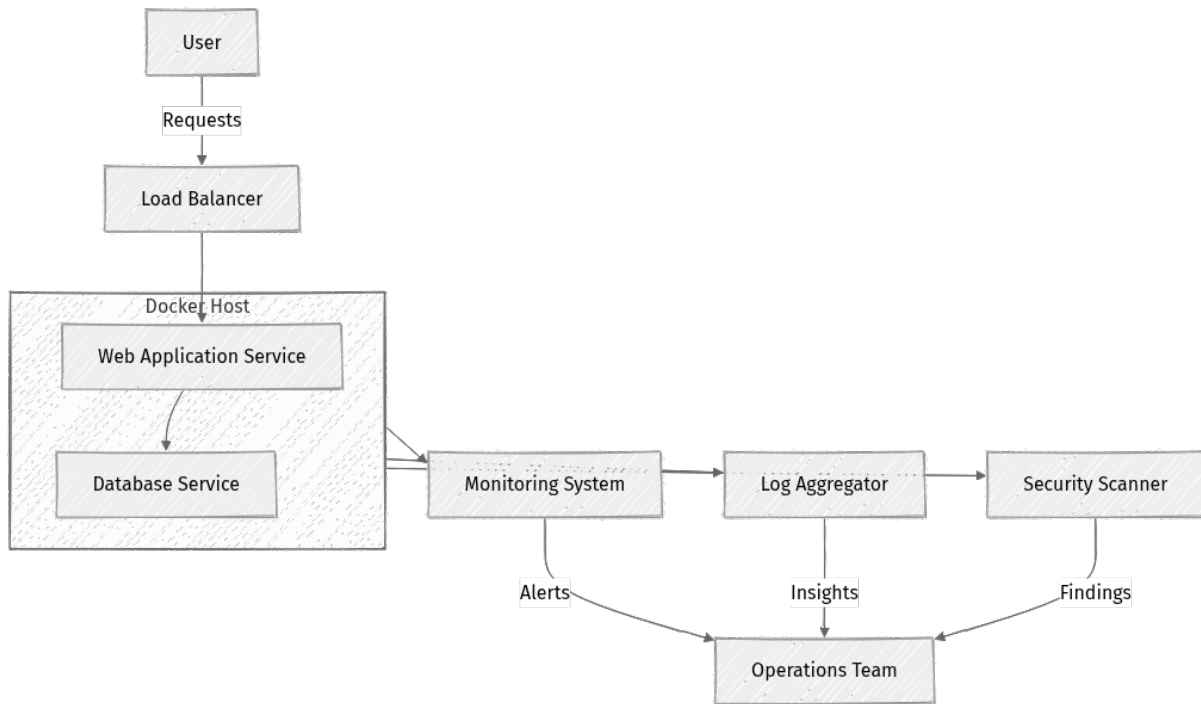 User
Requests
Load Balancer
Docker Host
Web Application Service
Database Service
Monitoring System
Log Aggregator
Security Scanner
Alerts
Insights
Findings
Operations Team